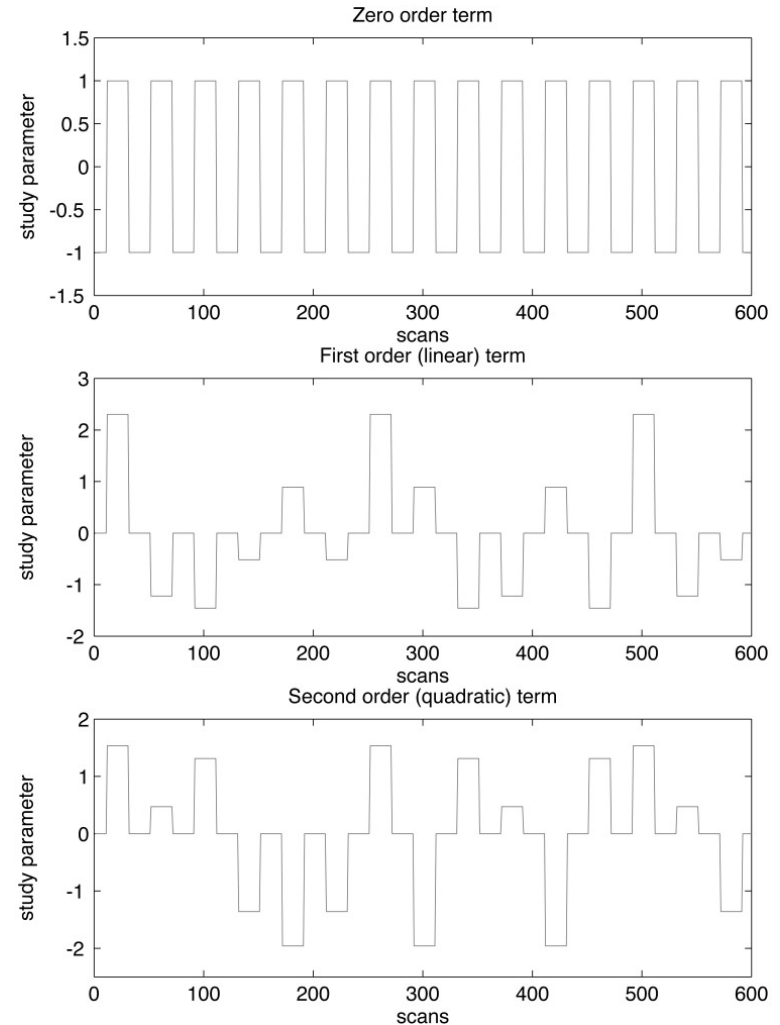 Zero order term
1.5
1
0.5
0
-0.5
-1
-1.5
study parameter
0 100 200 300 400 500 600
scans
First order (linear) term
3
2
1
0
-1
-2
study parameter
0 100 200 300 400 500 600
scans
Second order (quadratic) term
2
1
0
-1
-2
study parameter
0 100 200 300 400 500 600
scans